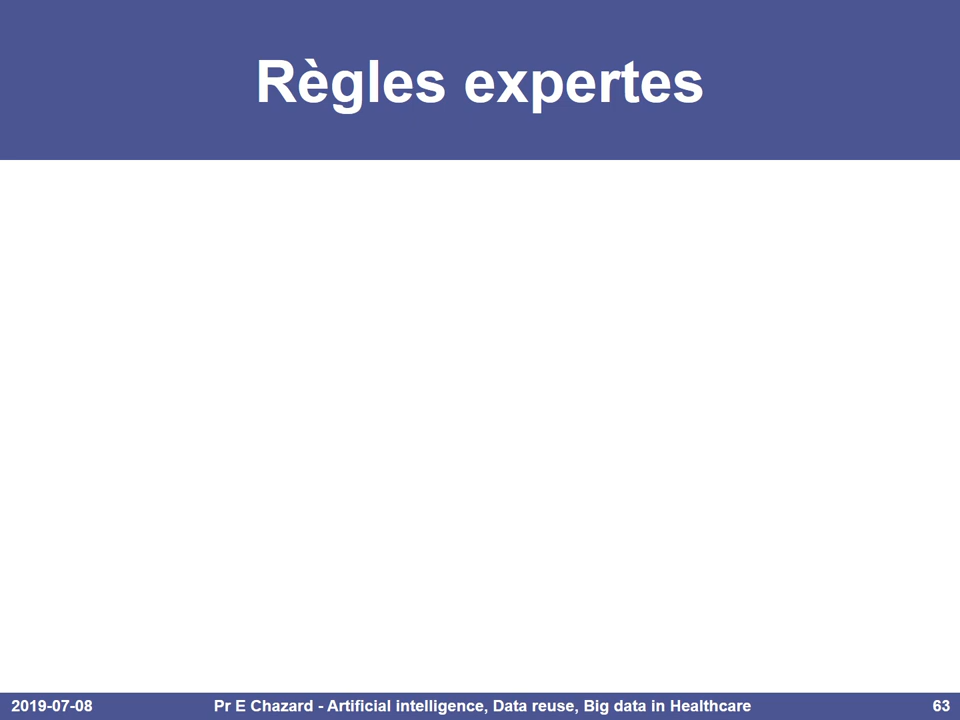 Règles expertes
2019-07-08 Pr E Chazard - Artificial intelligence, Data reuse, Big data in Healthcare 63